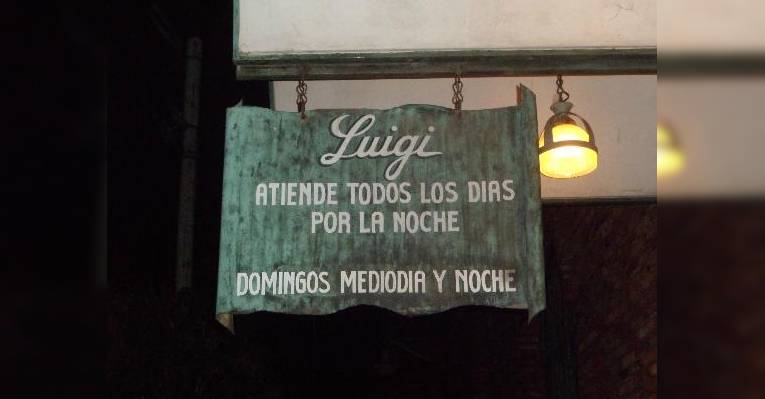 Luigi
ATIENDE TODOS LOS DIAS
POR LA NOCHE
DOMINGOS MEDIODIA Y NOCHE